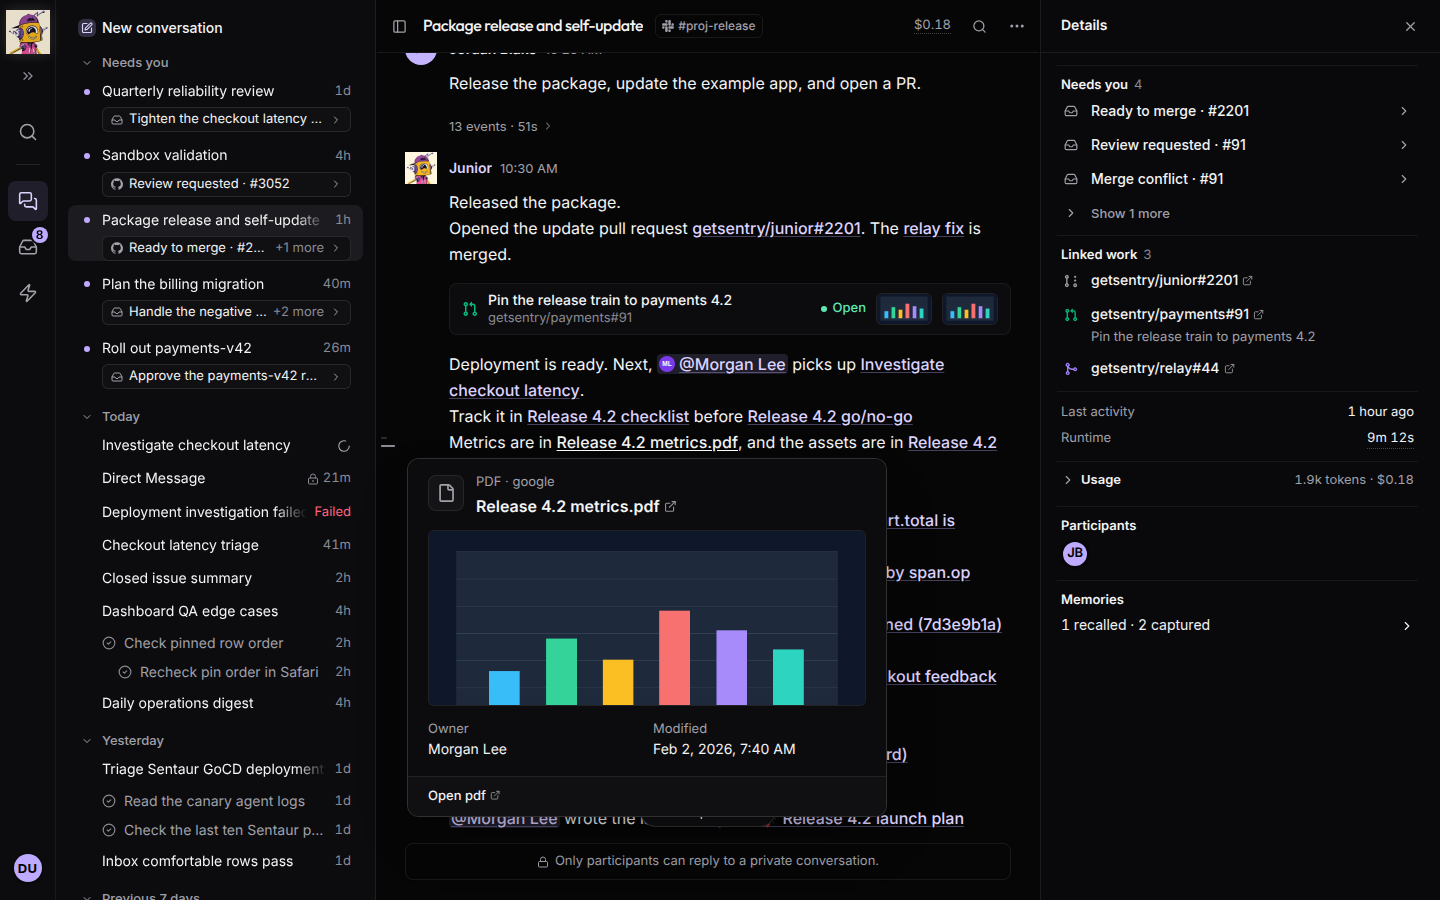 New conversation
Needs you
Quarterly reliability review 1d
Tighten the checkout latency ...
Sandbox validation 4h
Review requested · #3052
Package release and self-update 1h
Ready to merge · #2... +1 more
Plan the billing migration 40m
Handle the negative ... +2 more
Roll out payments-v42 26m
Approve the payments-v42 r...
Today
Investigate checkout latency
Direct Message 21m
Deployment investigation failed Failed
Checkout latency triage 41m
Closed issue summary 2h
Dashboard QA edge cases 4h
Check pinned row order 2h
Recheck pin order in Safari 2h
Daily operations digest 4h
Yesterday
Triage Sentaur GoCD deployment 1d
Read the canary agent logs 1d
Check the last ten Sentaur p... 1d
Inbox comfortable rows pass 1d
Previous 7 days
8
DU
Package release and self-update #proj-release $0.18
Release the package, update the example app, and open a PR.
13 events · 51s
Junior 10:30 AM
Released the package.
Opened the update pull request getsentry/junior#2201. The relay fix is
merged.
Pin the release train to payments 4.2
getsentry/payments#91
Open
Deployment is ready. Next, ML @Morgan Lee picks up Investigate
checkout latency.
Track it in Release 4.2 checklist before Release 4.2 go/no-go
Metrics are in Release 4.2 metrics.pdf, and the assets are in Release 4.2
PDF · google
Release 4.2 metrics.pdf
Owner Modified
Morgan Lee Feb 2, 2026, 7:40 AM
Open pdf
rt.total is
by span.op
ned (7d3e9b1a)
kout feedback
rd)
@Morgan Lee wrote the Release 4.2 launch plan
Only participants can reply to a private conversation.
Details
Needs you 4
Ready to merge · #2201
Review requested · #91
Merge conflict · #91
Show 1 more
Linked work 3
getsentry/junior#2201
getsentry/payments#91
Pin the release train to payments 4.2
getsentry/relay#44
Last activity 1 hour ago
Runtime 9m 12s
Usage 1.9k tokens · $0.18
Participants
JB
Memories
1 recalled · 2 captured